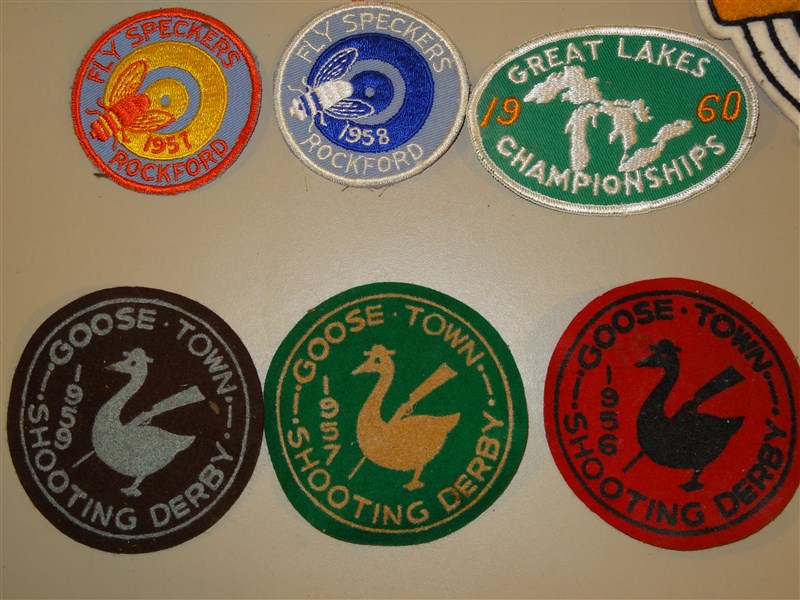 FLY SPECKERS
1957
ROCKFORD
FLY SPECKERS
1958
ROCKFORD
GREAT LAKES
19 60
CHAMPIONSHIPS
GOOSE · TOWN
1959
SHOOTING DERBY
GOOSE · TOWN
1957
SHOOTING DERBY
GOOSE · TOWN
1956
SHOOTING DERBY